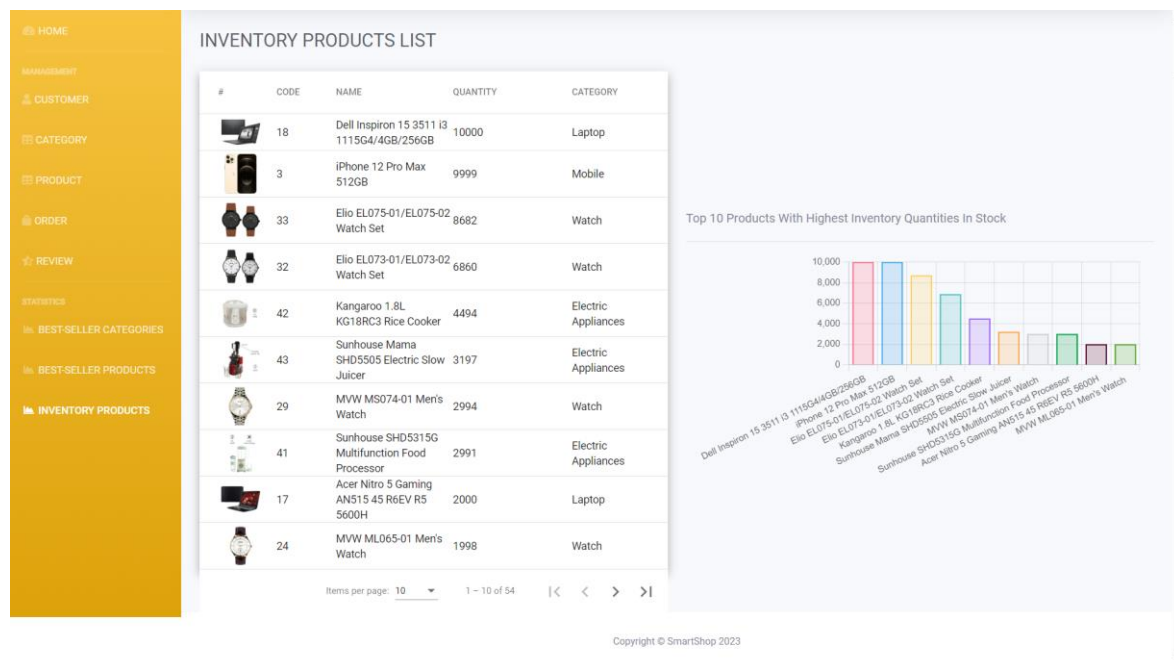 HOME
MANAGEMENT
CUSTOMER
CATEGORY
PRODUCT
ORDER
REVIEW
STATISTICS
BEST-SELLER CATEGORIES
BEST-SELLER PRODUCTS
INVENTORY PRODUCTS
INVENTORY PRODUCTS LIST
# CODE NAME QUANTITY CATEGORY
18 Dell Inspiron 15 3511 i3 10000 Laptop
1115G4/4GB/256GB
3 iPhone 12 Pro Max 9999 Mobile
512GB
33 Elio EL075-01/EL075-02 8682 Watch
Watch Set
32 Elio EL073-01/EL073-02 6860 Watch
Watch Set
42 Kangaroo 1.8L 4494 Electric
KG18RC3 Rice Cooker Appliances
Sunhouse Mama
43 SHD5505 Electric Slow 3197 Electric
Juicer Appliances
29 MVW MS074-01 Men's 2994 Watch
Watch
Sunhouse SHD5315G
41 Multifunction Food 2991 Electric
Processor Appliances
Acer Nitro 5 Gaming
17 AN515 45 R6EV R5 2000 Laptop
5600H
24 MVW ML065-01 Men's 1998 Watch
Watch
Items per page: 10 1 – 10 of 54
Top 10 Products With Highest Inventory Quantities In Stock
10,000
8,000
6,000
4,000
2,000
0
Dell Inspiron 15 3511 i3 1115G4/4GB/256GB
iPhone 12 Pro Max 512GB
Elio EL075-01/EL075-02 Watch Set
Elio EL073-01/EL073-02 Watch Set
Kangaroo 1.8L KG18RC3 Rice Cooker
Sunhouse Mama SHD5505 Electric Slow Juicer
MVW MS074-01 Men's Watch
Sunhouse SHD5315G Multifunction Food Processor
Acer Nitro 5 Gaming AN515 45 R6EV R5 5600H
MVW ML065-01 Men's Watch
Copyright © SmartShop 2023